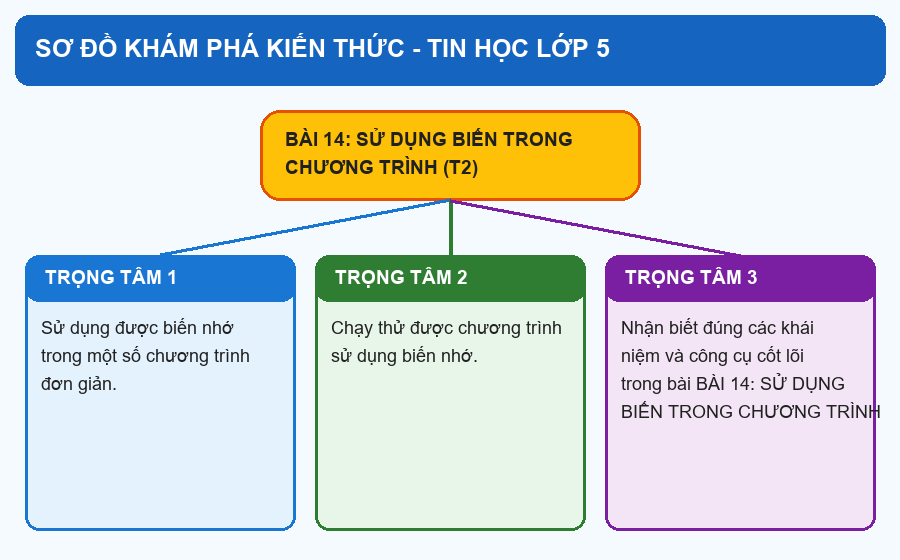 SƠ ĐỒ KHÁM PHÁ KIẾN THỨC - TIN HỌC LỚP 5
BÀI 14: SỬ DỤNG BIẾN TRONG
CHƯƠNG TRÌNH (T2)
TRỌNG TÂM 1
Sử dụng được biến nhớ
trong một số chương trình
đơn giản.
TRỌNG TÂM 2
Chạy thử được chương trình
sử dụng biến nhớ.
TRỌNG TÂM 3
Nhận biết đúng các khái
niệm và công cụ cốt lõi
trong bài BÀI 14: SỬ DỤNG
BIẾN TRONG CHƯƠNG TRÌNH